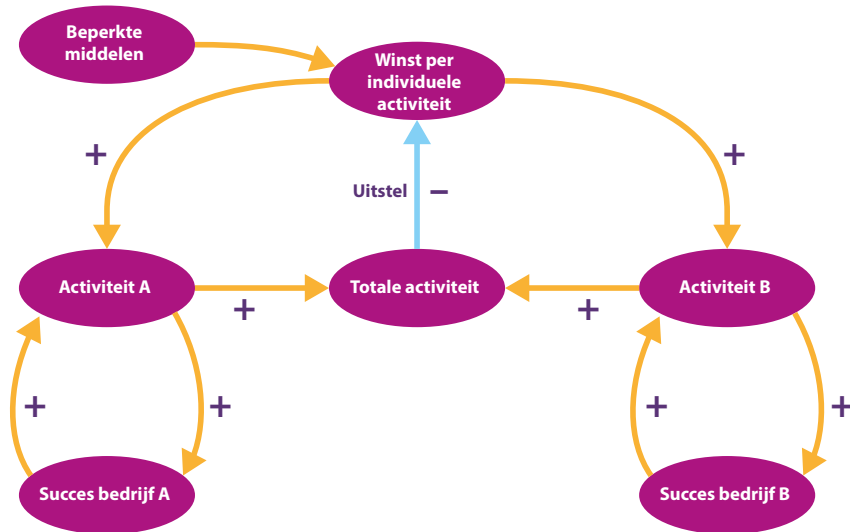 Beperkte
middelen
Winst per
individuele
activiteit
+
+
Uitstel
−
Activiteit A
Totale activiteit
Activiteit B
+
+
+
+
+
+
Succes bedrijf A
Succes bedrijf B